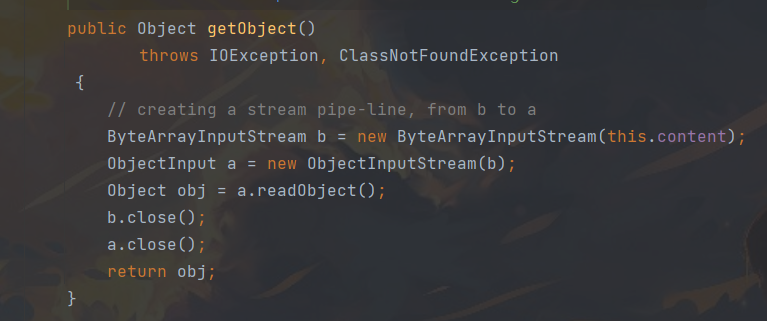 public Object getObject()
        throws IOException, ClassNotFoundException
 {
    // creating a stream pipe-line, from b to a
    ByteArrayInputStream b = new ByteArrayInputStream(this.content);
    ObjectInput a = new ObjectInputStream(b);
    Object obj = a.readObject();
    b.close();
    a.close();
    return obj;
}